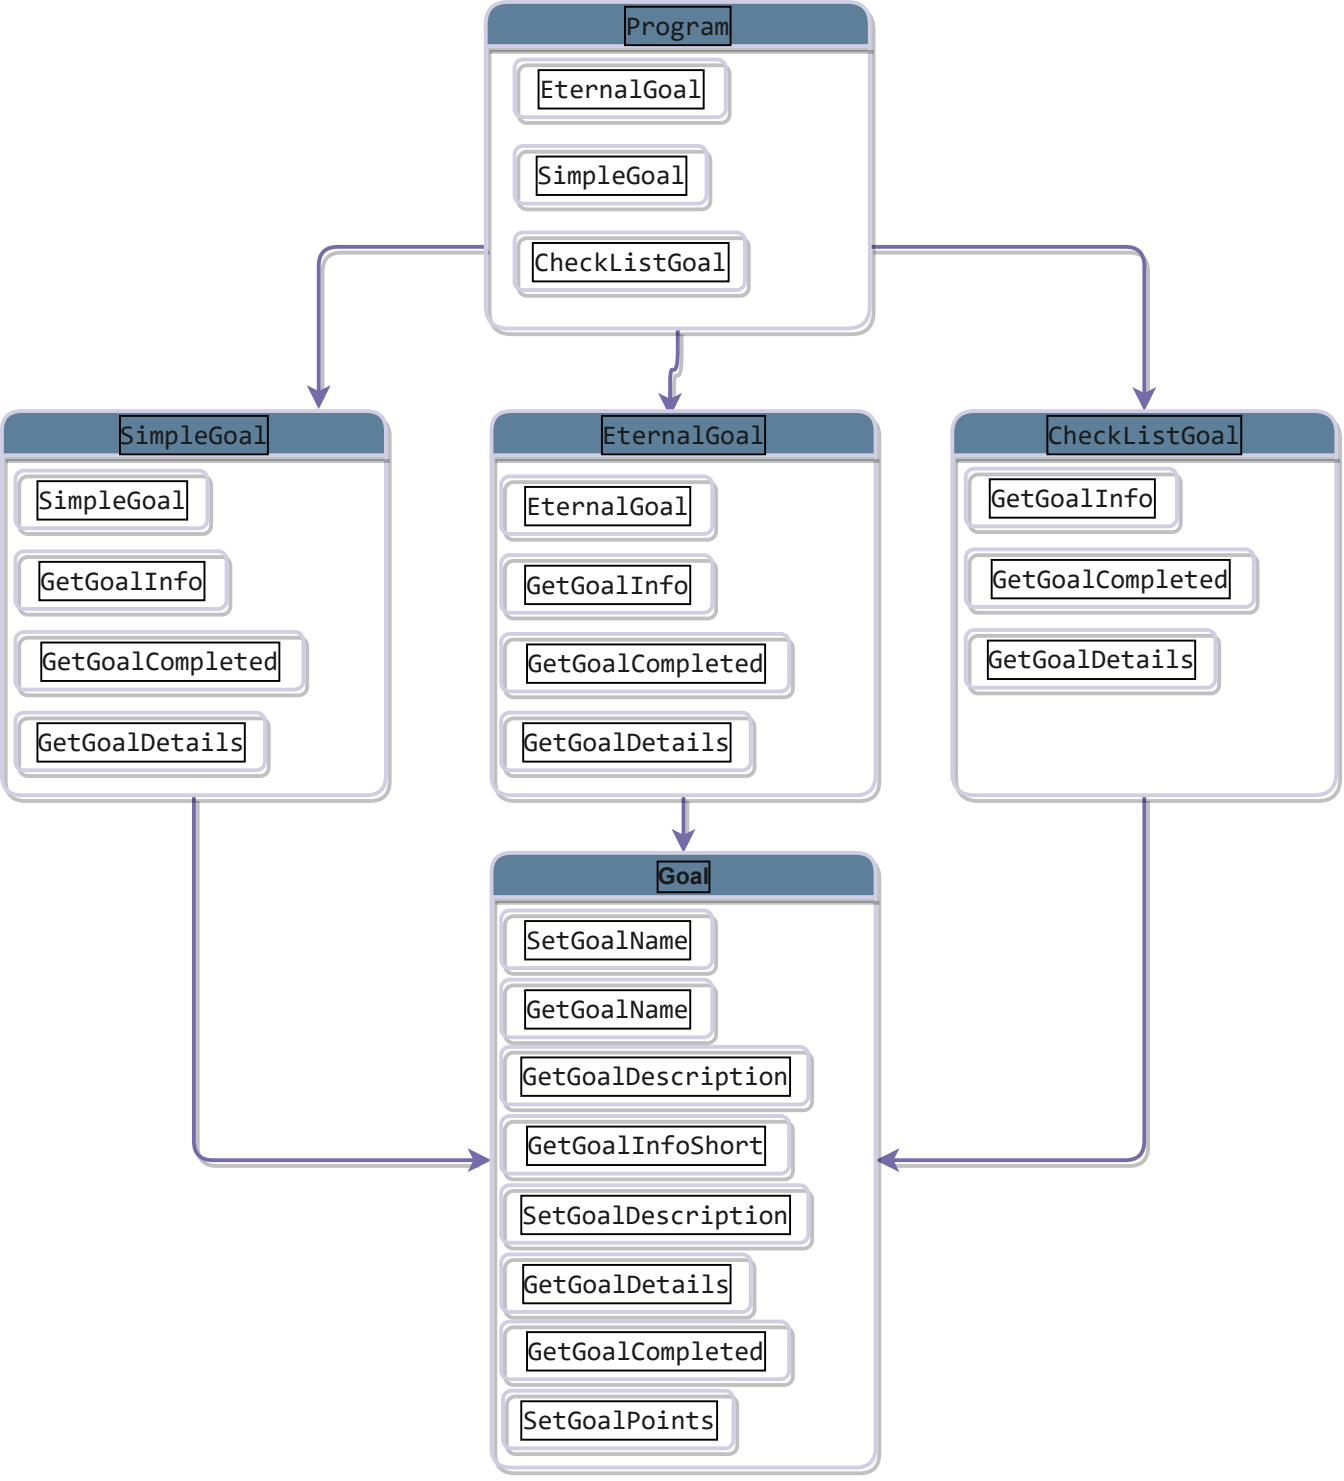 Program
EternalGoal
SimpleGoal
CheckListGoal
SimpleGoal
SimpleGoal
GetGoalInfo
GetGoalCompleted
GetGoalDetails
EternalGoal
EternalGoal
GetGoalInfo
GetGoalCompleted
GetGoalDetails
CheckListGoal
GetGoalInfo
GetGoalCompleted
GetGoalDetails
Goal
SetGoalName
GetGoalName
GetGoalDescription
GetGoalInfoShort
SetGoalDescription
GetGoalDetails
GetGoalCompleted
SetGoalPoints